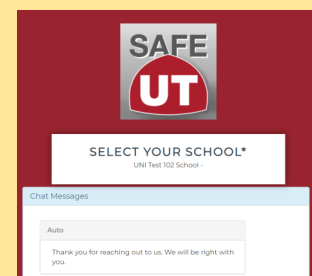 SAFE
UT
SELECT YOUR SCHOOL*
UNI Test 102 School -
Chat Messages
Auto
Thank you for reaching out to us. We will be right with
you.